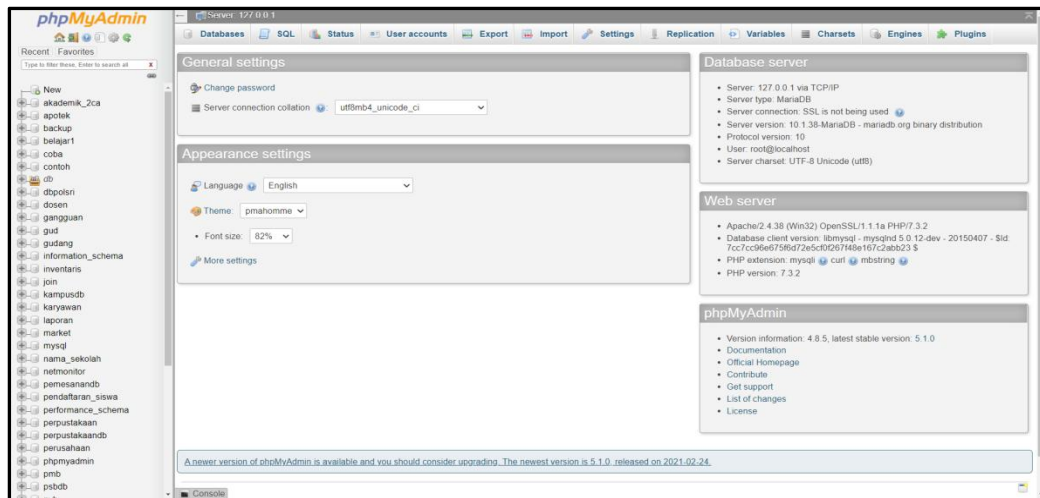 phpMyAdmin
Recent Favorites
Type to filter these, Enter to search all X
New
akademik_2ca
apotek
backup
belajar1
coba
contoh
db
dbpolsri
dosen
gangguan
gud
gudang
information_schema
inventaris
join
kampusdb
karyawan
laporan
market
mysql
nama_sekolah
netmonitor
pemesanandb
pendaftaran_siswa
performance_schema
perpustakaan
perpustakaandb
perusahaan
phpmyadmin
pmb
psbdb
Server: 127.0.0.1
Databases SQL Status User accounts Export Import Settings Replication Variables Charsets Engines Plugins
General settings
Change password
Server connection collation : utf8mb4_unicode_ci
Appearance settings
Language English
Theme: pmahomme
• Font size: 82%
More settings
Database server
• Server: 127.0.0.1 via TCP/IP
• Server type: MariaDB
• Server connection: SSL is not being used
• Server version: 10.1.38-MariaDB - mariadb.org binary distribution
• Protocol version: 10
• User: root@localhost
• Server charset: UTF-8 Unicode (utf8)
Web server
• Apache/2.4.38 (Win32) OpenSSL/1.1.1a PHP/7.3.2
• Database client version: libmysql - mysqlnd 5.0.12-dev - 20150407 - $Id:
7cc7cc96e675f6d72e5cf0f267f48e167c2abb23 $
• PHP extension: mysqli curl mbstring
• PHP version: 7.3.2
phpMyAdmin
• Version information: 4.8.5, latest stable version: 5.1.0
• Documentation
• Official Homepage
• Contribute
• Get support
• List of changes
• License
A newer version of phpMyAdmin is available and you should consider upgrading. The newest version is 5.1.0, released on 2021-02-24.
Console